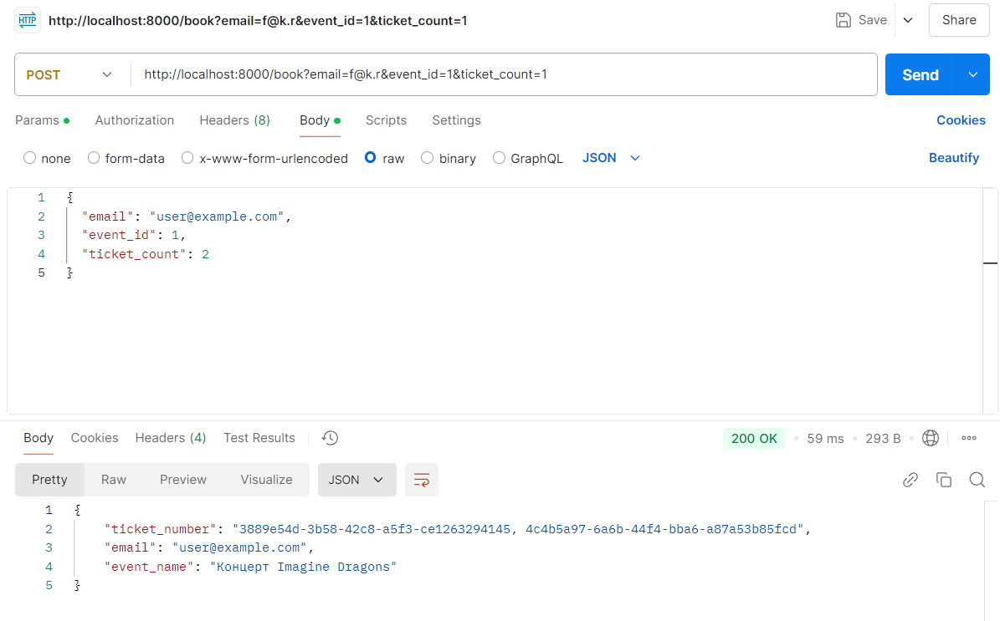 HTTP http://localhost:8000/book?email=f@k.r&event_id=1&ticket_count=1 Save Share
POST http://localhost:8000/book?email=f@k.r&event_id=1&ticket_count=1 Send
Params Authorization Headers (8) Body Scripts Settings Cookies
none form-data x-www-form-urlencoded raw binary GraphQL JSON Beautify
1 {
2 "email": "user@example.com",
3 "event_id": 1,
4 "ticket_count": 2
5 }
Body Cookies Headers (4) Test Results 200 OK 59 ms 293 B
Pretty Raw Preview Visualize JSON
1 {
2 "ticket_number": "3889e54d-3b58-42c8-a5f3-ce1263294145, 4c4b5a97-6a6b-44f4-bba6-a87a53b85fcd",
3 "email": "user@example.com",
4 "event_name": "Концерт Imagine Dragons"
5 }